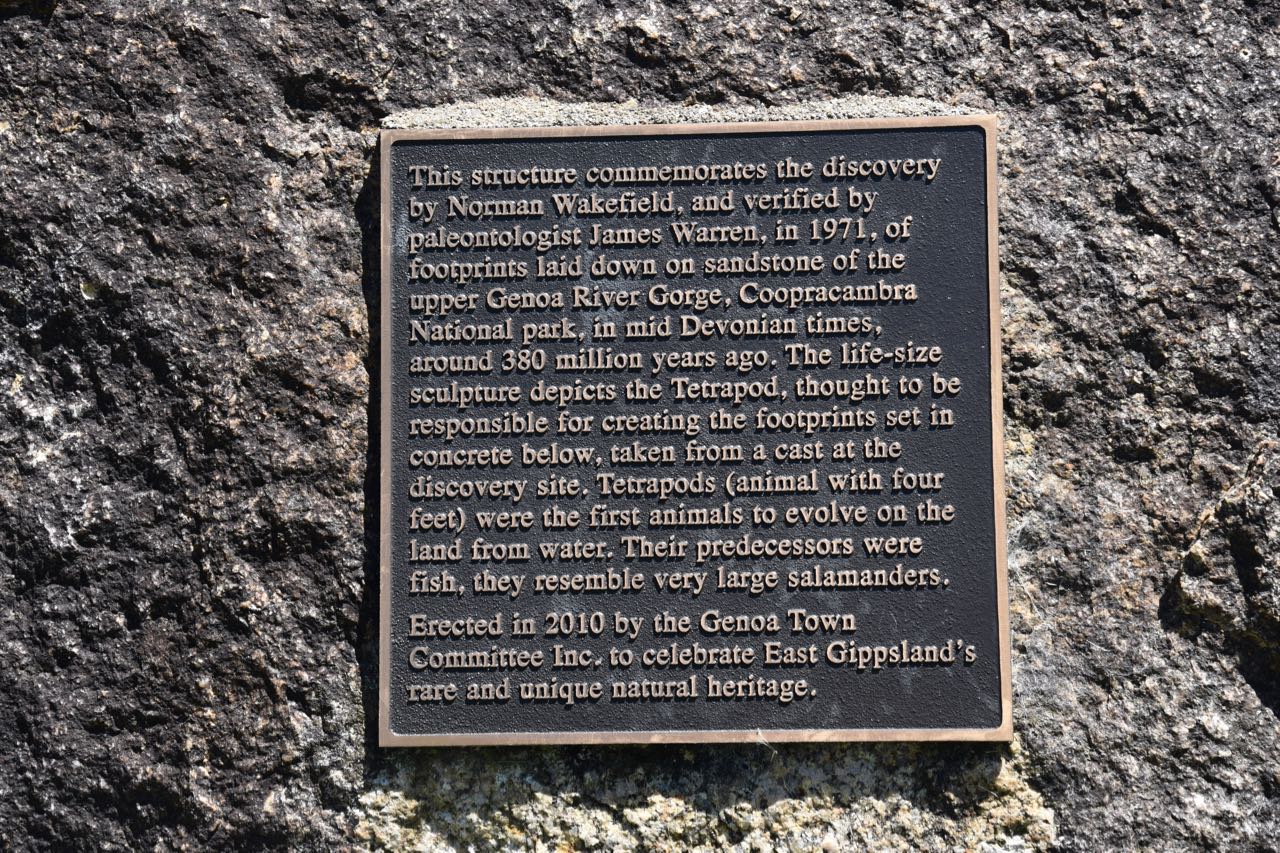 This structure commemorates the discovery
by Norman Wakefield, and verified by
paleontologist James Warren, in 1971, of
footprints laid down on sandstone of the
upper Genoa River Gorge, Coopracambra
National park, in mid Devonian times,
around 380 million years ago. The life-size
sculpture depicts the Tetrapod, thought to be
responsible for creating the footprints set in
concrete below, taken from a cast at the
discovery site. Tetrapods (animal with four
feet) were the first animals to evolve on the
land from water. Their predecessors were
fish, they resemble very large salamanders.
Erected in 2010 by the Genoa Town
Committee Inc. to celebrate East Gippsland's
rare and unique natural heritage.